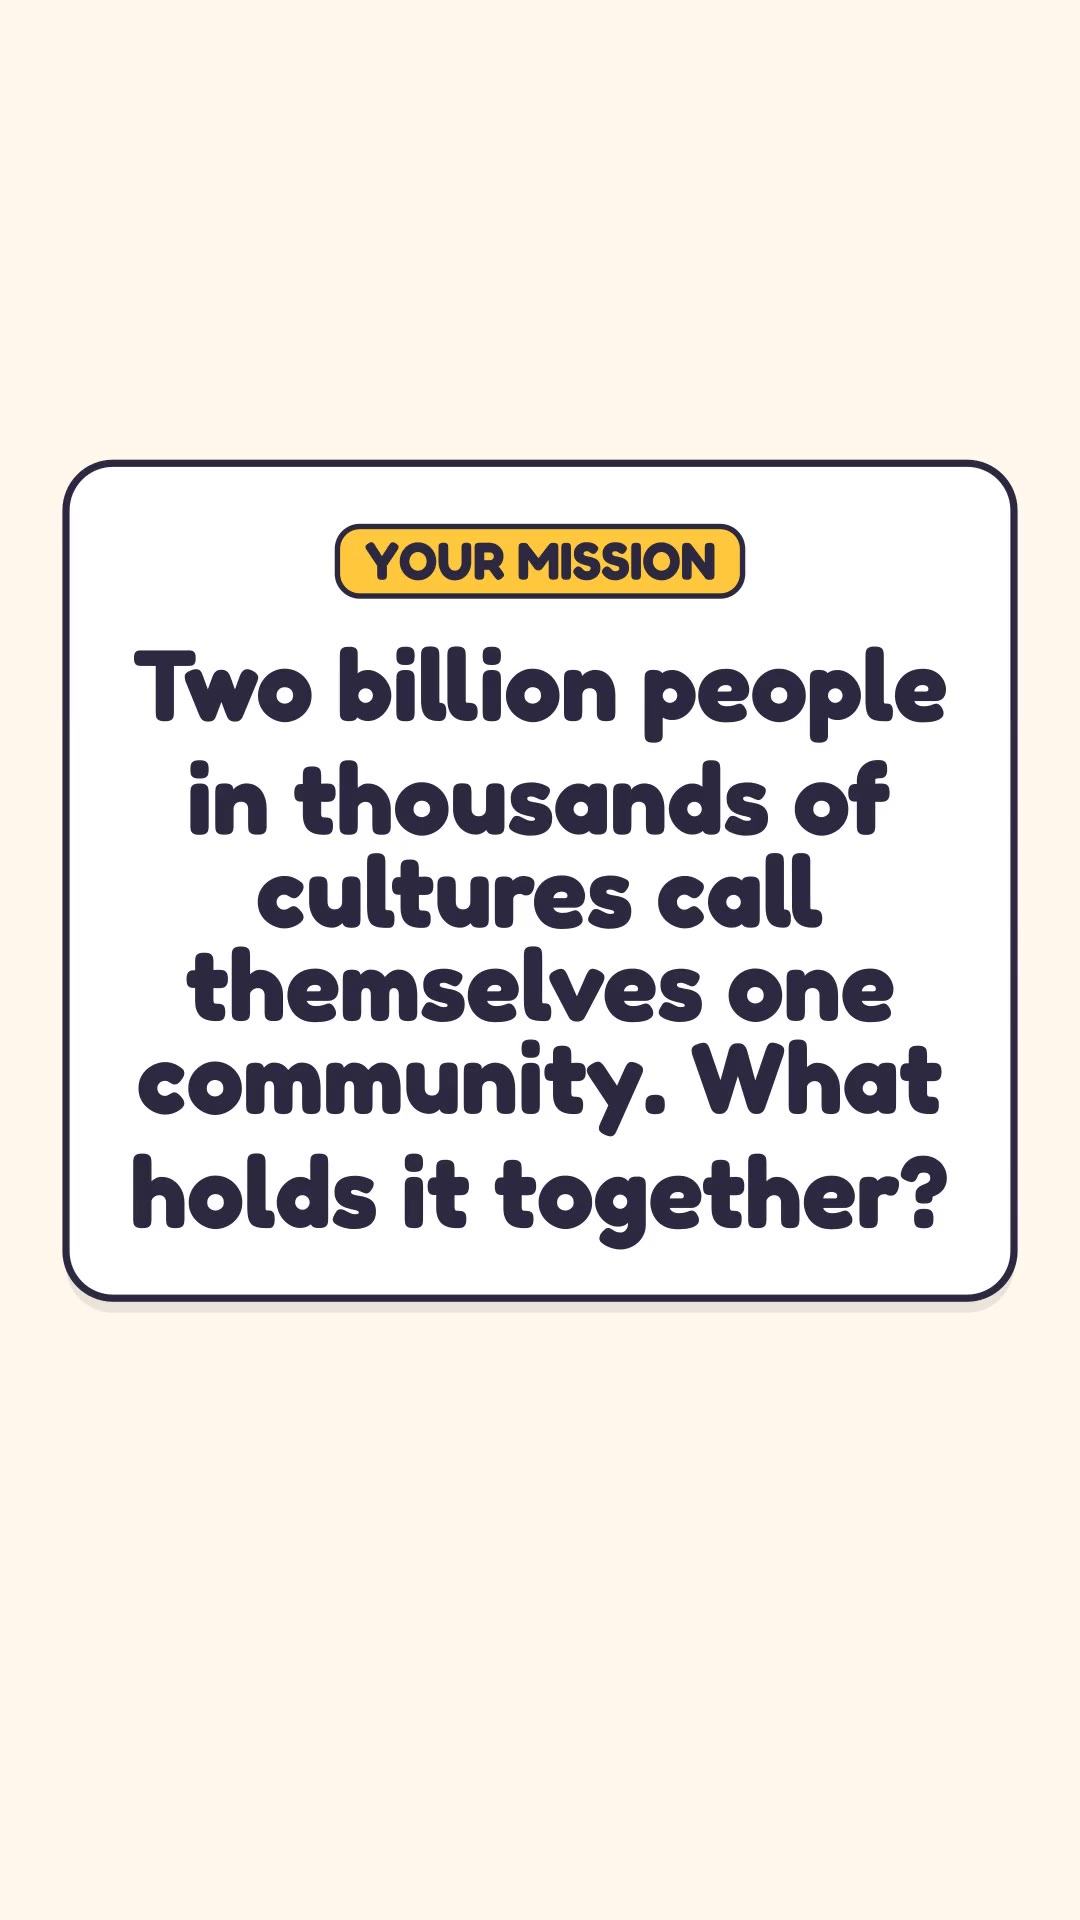 YOUR MISSION
Two billion people
in thousands of
cultures call
themselves one
community. What
holds it together?